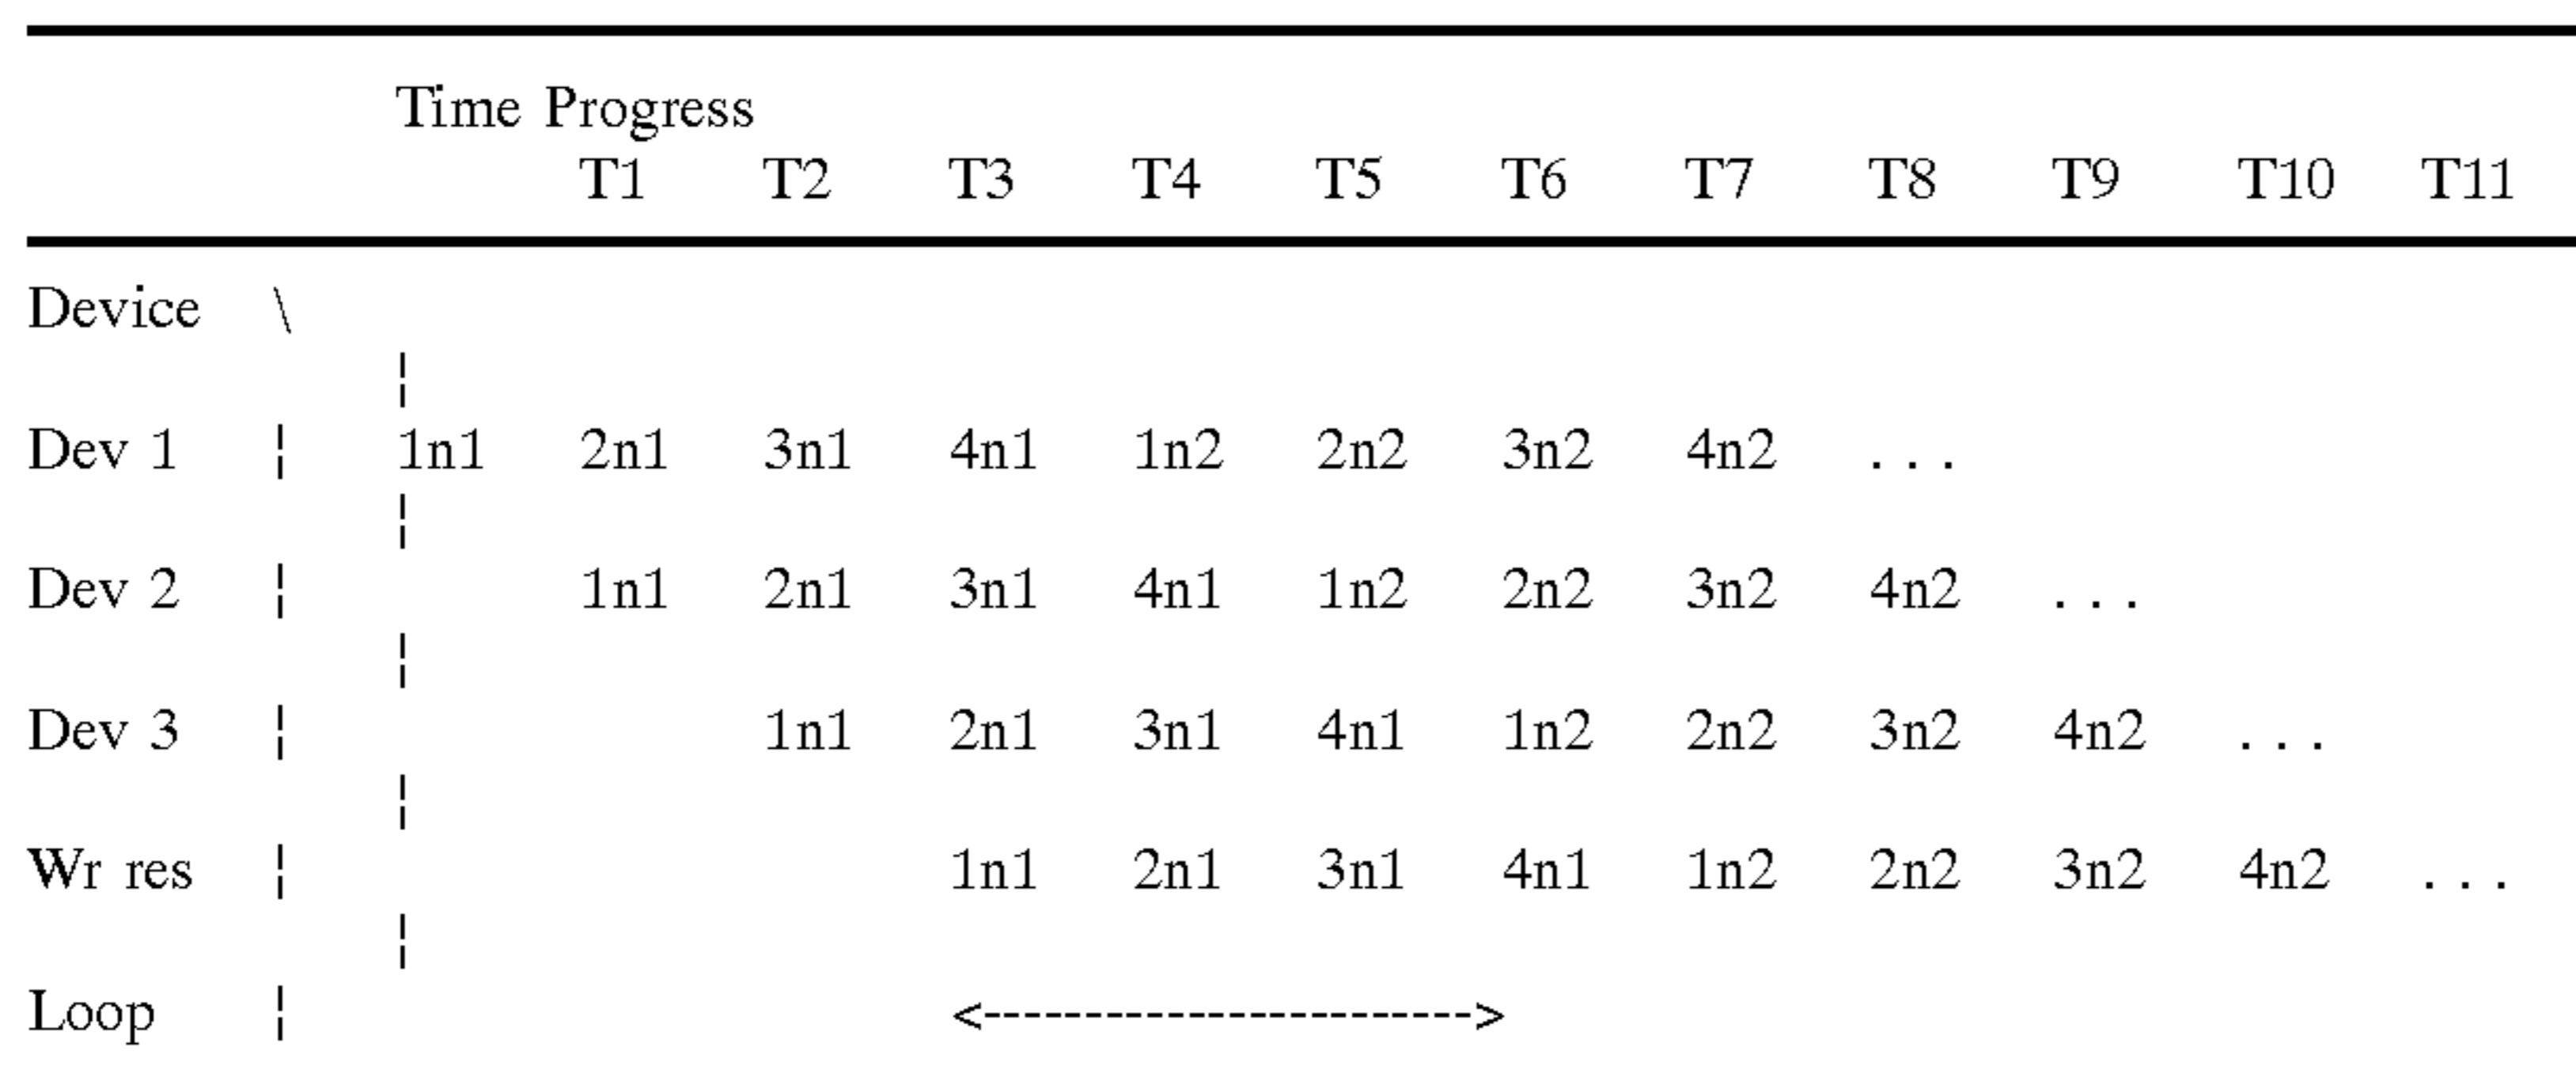 Time Progress
T1 T2 T3 T4 T5 T6 T7 T8 T9 T10 T11
Device \
¦
Dev 1 ¦ 1n1 2n1 3n1 4n1 1n2 2n2 3n2 4n2 . . .
¦
Dev 2 ¦ 1n1 2n1 3n1 4n1 1n2 2n2 3n2 4n2 . . .
¦
Dev 3 ¦ 1n1 2n1 3n1 4n1 1n2 2n2 3n2 4n2 . . .
¦
Wr res ¦ 1n1 2n1 3n1 4n1 1n2 2n2 3n2 4n2 . . .
¦
Loop ¦ <----------------------->